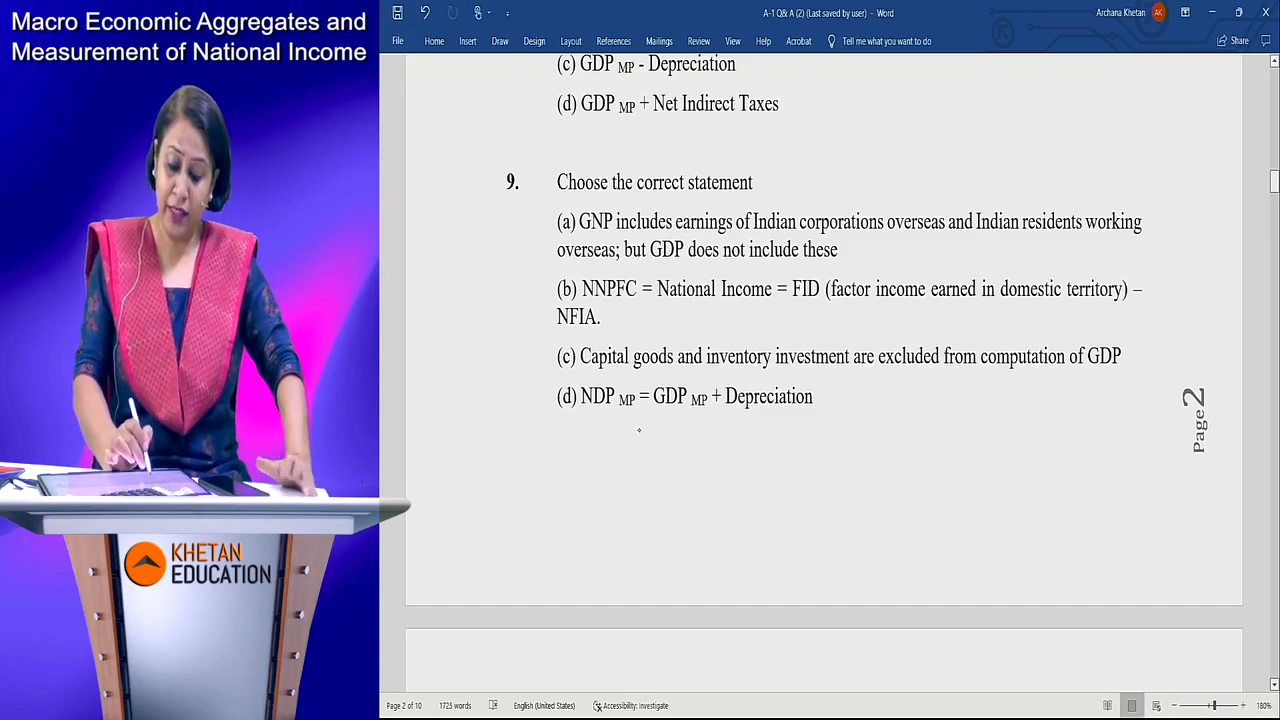 Macro Economic Aggregates and
Measurement of National Income
A-1 Q& A (2) (Last saved by user) - Word
Archana Khetan
AK
File Home Insert Draw Design Layout References Mailings Review View Help Acrobat Tell me what you want to do
Share
(c) GDP MP - Depreciation
(d) GDP MP + Net Indirect Taxes
9. Choose the correct statement
(a) GNP includes earnings of Indian corporations overseas and Indian residents working
overseas; but GDP does not include these
(b) NNPFC = National Income = FID (factor income earned in domestic territory) –
NFIA.
(c) Capital goods and inventory investment are excluded from computation of GDP
(d) NDP MP = GDP MP + Depreciation
Page 2
KHETAN
EDUCATION
Page 2 of 10 1725 words English (United States) Accessibility: Investigate 180%